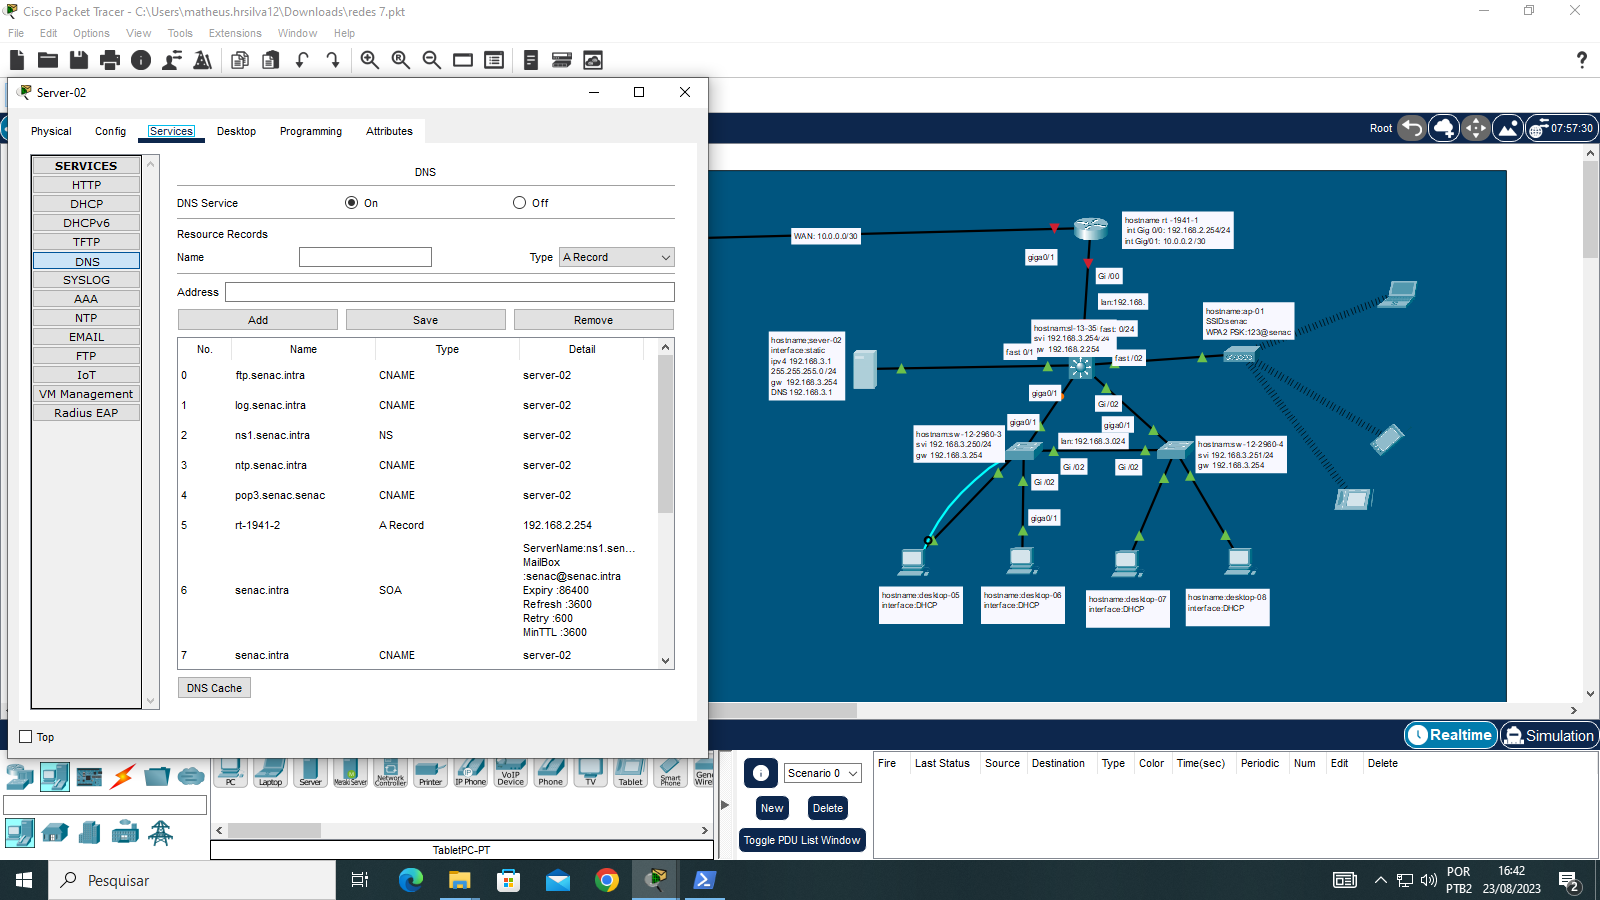 Cisco Packet Tracer - C:\Users\matheus.hrsilva12\Downloads\redes 7.pkt
File Edit Options View Tools Extensions Window Help
Server-02
Physical Config Services Desktop Programming Attributes
SERVICES
HTTP
DHCP
DHCPv6
TFTP
DNS
SYSLOG
AAA
NTP
EMAIL
FTP
IoT
VM Management
Radius EAP
DNS
DNS Service On Off
Resource Records
Name Type A Record
Address
Add Save Remove
No. Name Type Detail
0 ftp.senac.intra CNAME server-02
1 log.senac.intra CNAME server-02
2 ns1.senac.intra NS server-02
3 ntp.senac.intra CNAME server-02
4 pop3.senac.senac CNAME server-02
5 rt-1941-2 A Record 192.168.2.254
6 senac.intra SOA
ServerName:ns1.sen...
MailBox
:senac@senac.intra
Expiry :86400
Refresh :3600
Retry :600
MinTTL :3600
7 senac.intra CNAME server-02
DNS Cache
Top
Root 07:57:30
WAN: 10.0.0.0/30
hostname rt -1941-1
int Gig 0/0: 192.168.2.254/24
int Gig/01: 10.0.0.2 /30
giga0/1
Gi /00
lan:192.168.
hostnam:sl-13-35
svi 192.168.3.254/24
gw 192.168.2.254
fast: 0/24
fast 0/1
fast /02
hostname:ap-01
SSID:senac
WPA2 PSK:123@senac
hostname;sever-02
interface:static
ipv4 192.168.3.1
255.255.255.0 /24
gw 192.168.3.254
DNS 192.168.3.1
giga0/1
Gi /02
giga0/1
giga0/1
hostnam:sw -12-2960-3
svi 192.168.3.250/24
gw 192.168.3.254
lan:192.168.3.024
hostnam:sw -12-2960-4
svi 192.168.3.251/24
gw 192.168.3.254
Gi /02
Gi /02
Gi /02
giga0/1
hostname:desktop-05
interface:DHCP
hostname:desktop-06
interface:DHCP
hostname:desktop-07
interface:DHCP
hostname:desktop-08
interface:DHCP
Realtime Simulation
PC Laptop Server Meraki Server Network Controller Printer IP Phone VoIP Device Phone TV Tablet Smart Phone
TabletPC-PT
Scenario 0
New Delete
Toggle PDU List Window
Fire Last Status Source Destination Type Color Time(sec) Periodic Num Edit Delete
Pesquisar
POR
PTB2
16:42
23/08/2023
2